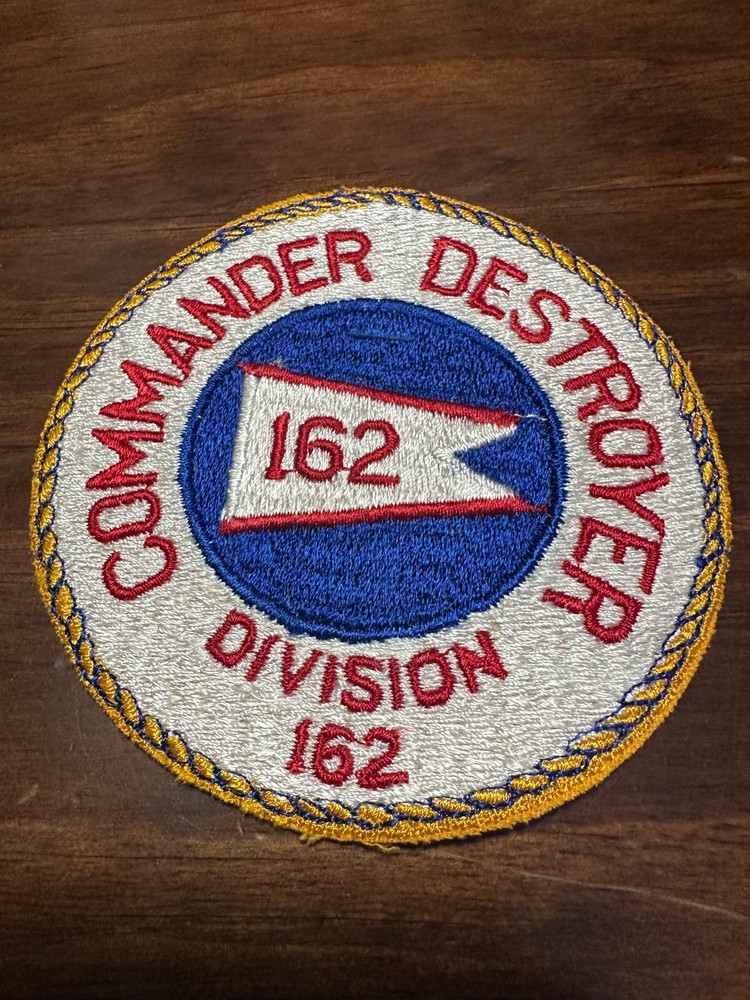 COMMANDER DESTROYER
162
DIVISION
162